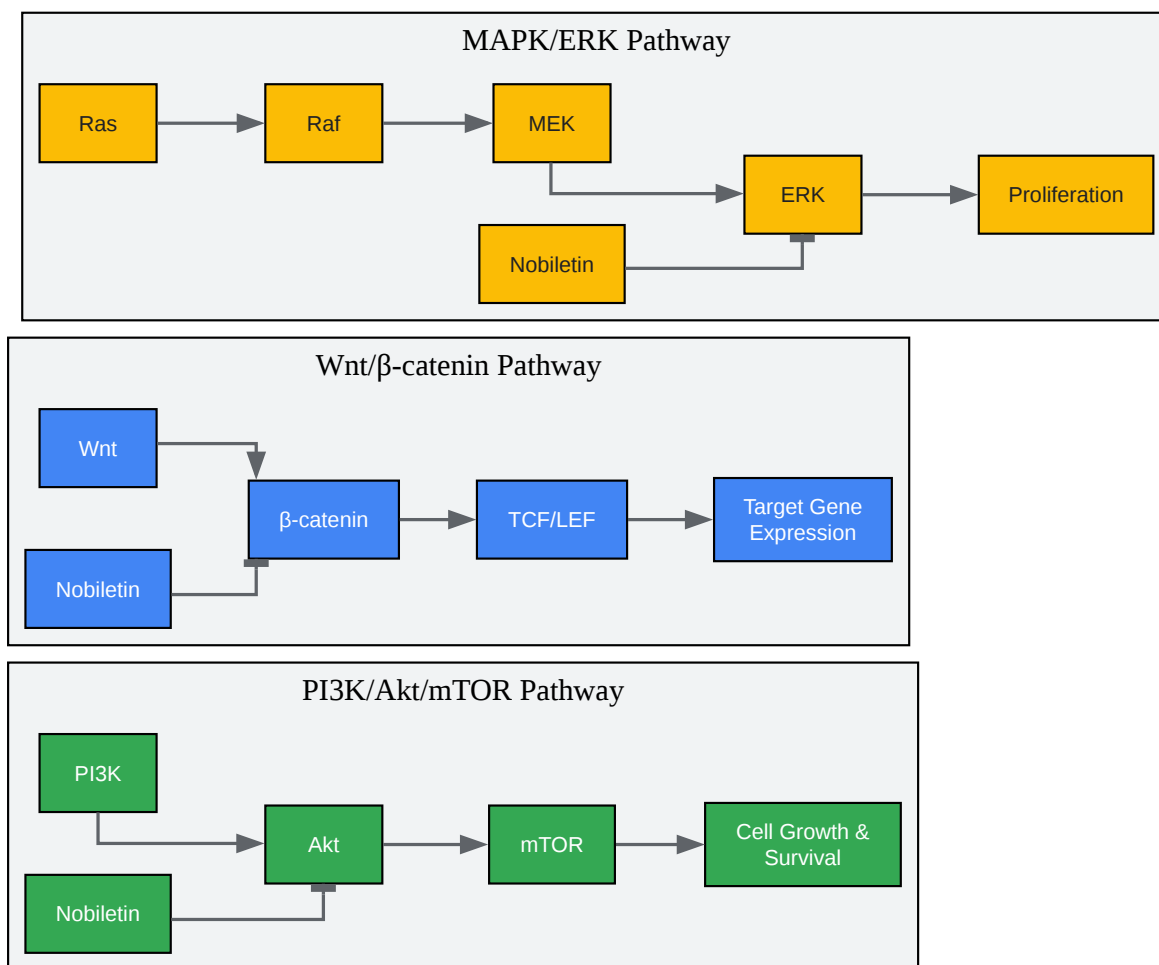 MAPK/ERK Pathway
Ras
Raf
MEK
ERK
Proliferation
Nobiletin
Wnt/β-catenin Pathway
Wnt
β-catenin
TCF/LEF
Target Gene
Expression
Nobiletin
PI3K/Akt/mTOR Pathway
PI3K
Akt
mTOR
Cell Growth &
Survival
Nobiletin